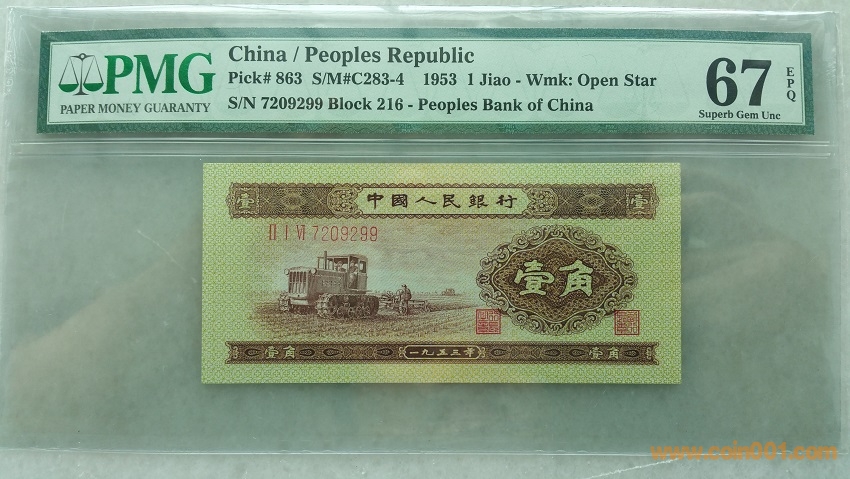 PMG
PAPER MONEY GUARANTY
China / Peoples Republic
Pick# 863 S/M#C283-4 1953 1 Jiao - Wmk: Open Star
S/N 7209299 Block 216 - Peoples Bank of China
67
EPQ
Superb Gem Unc
壹
中國人民銀行
壹
II I VI 7209299
壹角
壹角
一九五三年
壹角
www.coin001.com